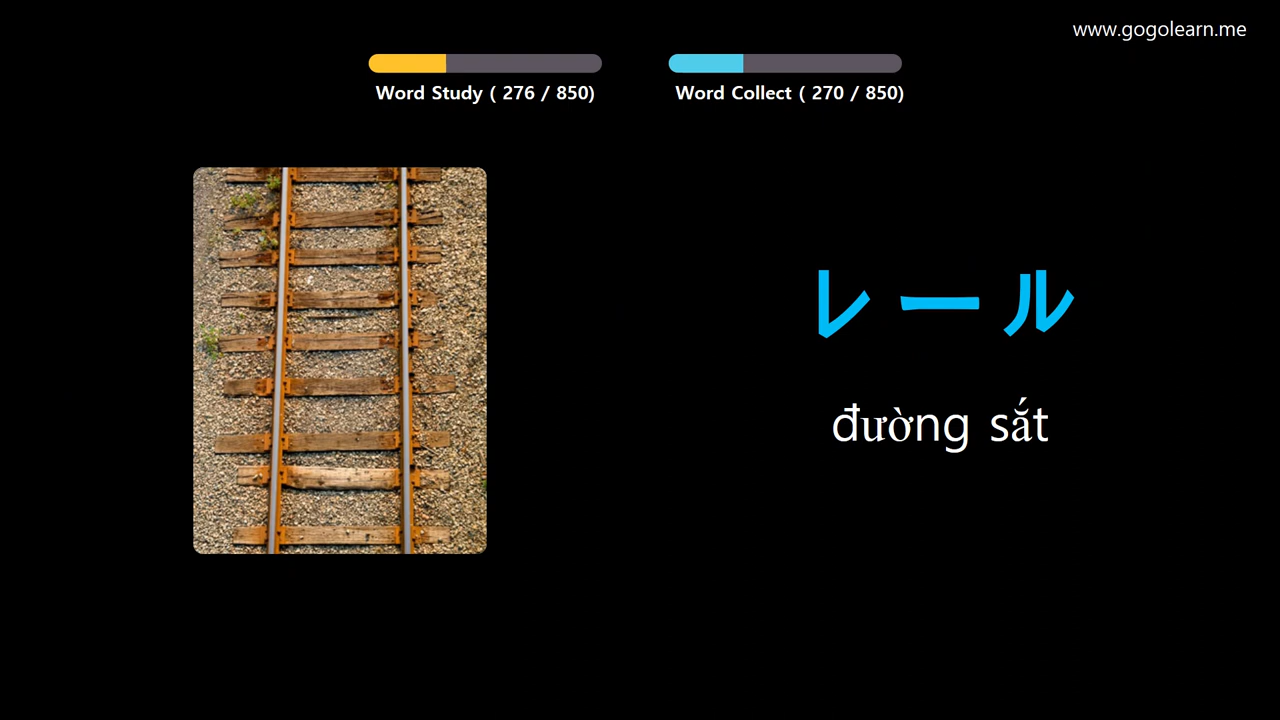 www.gogolearn.me
Word Study ( 276 / 850)
Word Collect ( 270 / 850)
レール
đường sắt